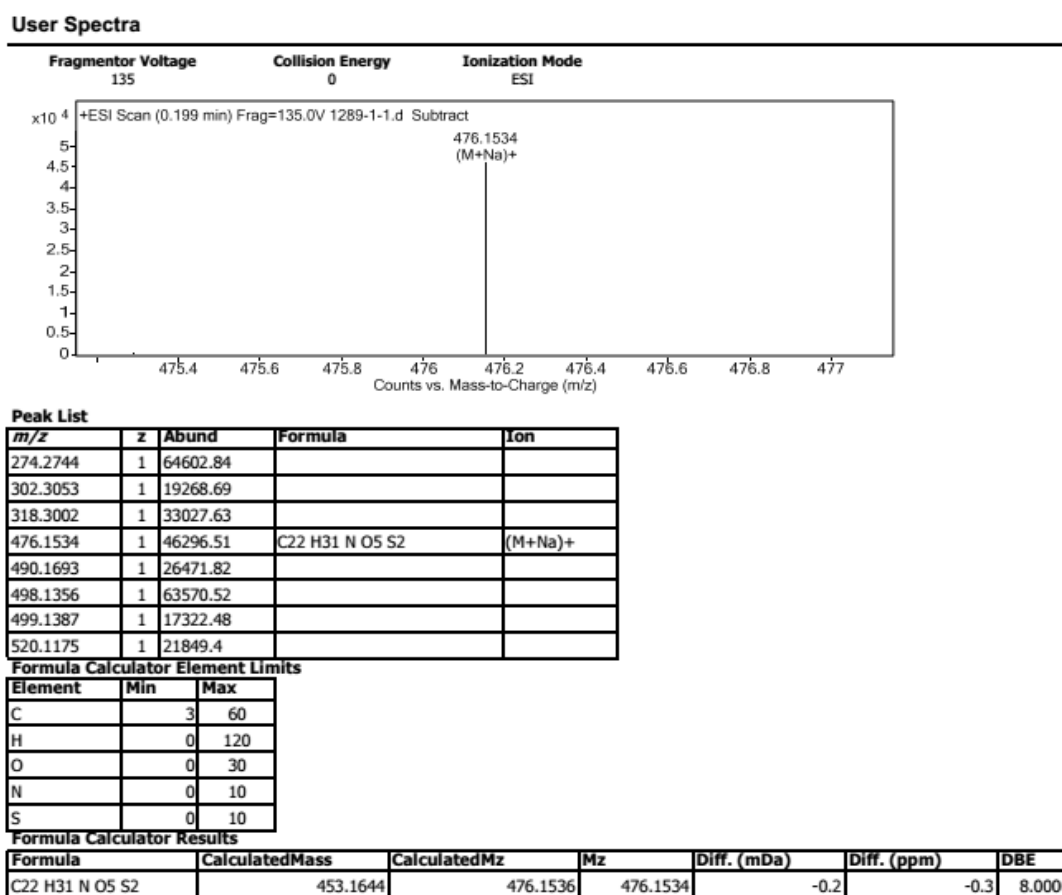 User Spectra
Fragmentor Voltage Collision Energy Ionization Mode
135 0 ESI
x10 4 +ESI Scan (0.199 min) Frag=135.0V 1289-1-1.d Subtract
476.1534
(M+Na)+
5
4.5
4
3.5
3
2.5
2
1.5
1
0.5
0
475.4 475.6 475.8 476 476.2 476.4 476.6 476.8 477
Counts vs. Mass-to-Charge (m/z)
Peak List
m/z z Abund Formula Ion
274.2744 1 64602.84
302.3053 1 19268.69
318.3002 1 33027.63
476.1534 1 46296.51 C22 H31 N O5 S2 (M+Na)+
490.1693 1 26471.82
498.1356 1 63570.52
499.1387 1 17322.48
520.1175 1 21849.4
Formula Calculator Element Limits
Element Min Max
C 3 60
H 0 120
O 0 30
N 0 10
S 0 10
Formula Calculator Results
Formula CalculatedMass CalculatedMz Mz Diff. (mDa) Diff. (ppm) DBE
C22 H31 N O5 S2 453.1644 476.1536 476.1534 -0.2 -0.3 8.000